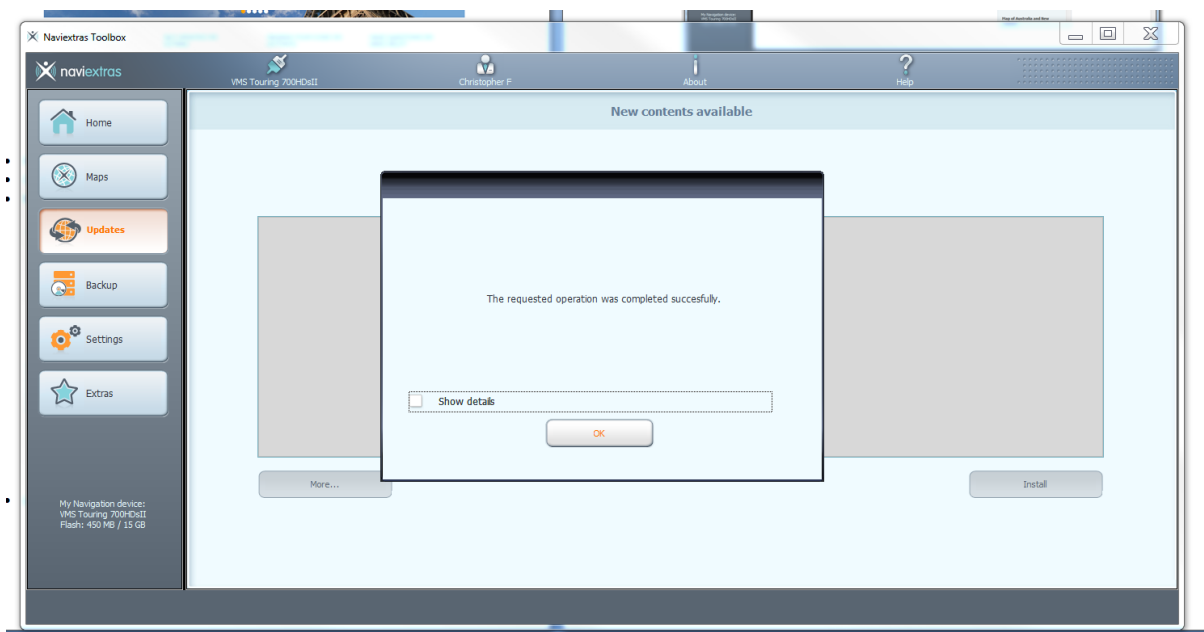 Naviextras Toolbox
naviextras
VMS Touring 700HDsII
Christopher F
About
Help
Home
Maps
Updates
Backup
Settings
Extras
My Navigation device:
VMS Touring 700HDsII
Flash: 450 MB / 15 GB
New contents available
The requested operation was completed succesfully.
Show details
OK
More...
Install